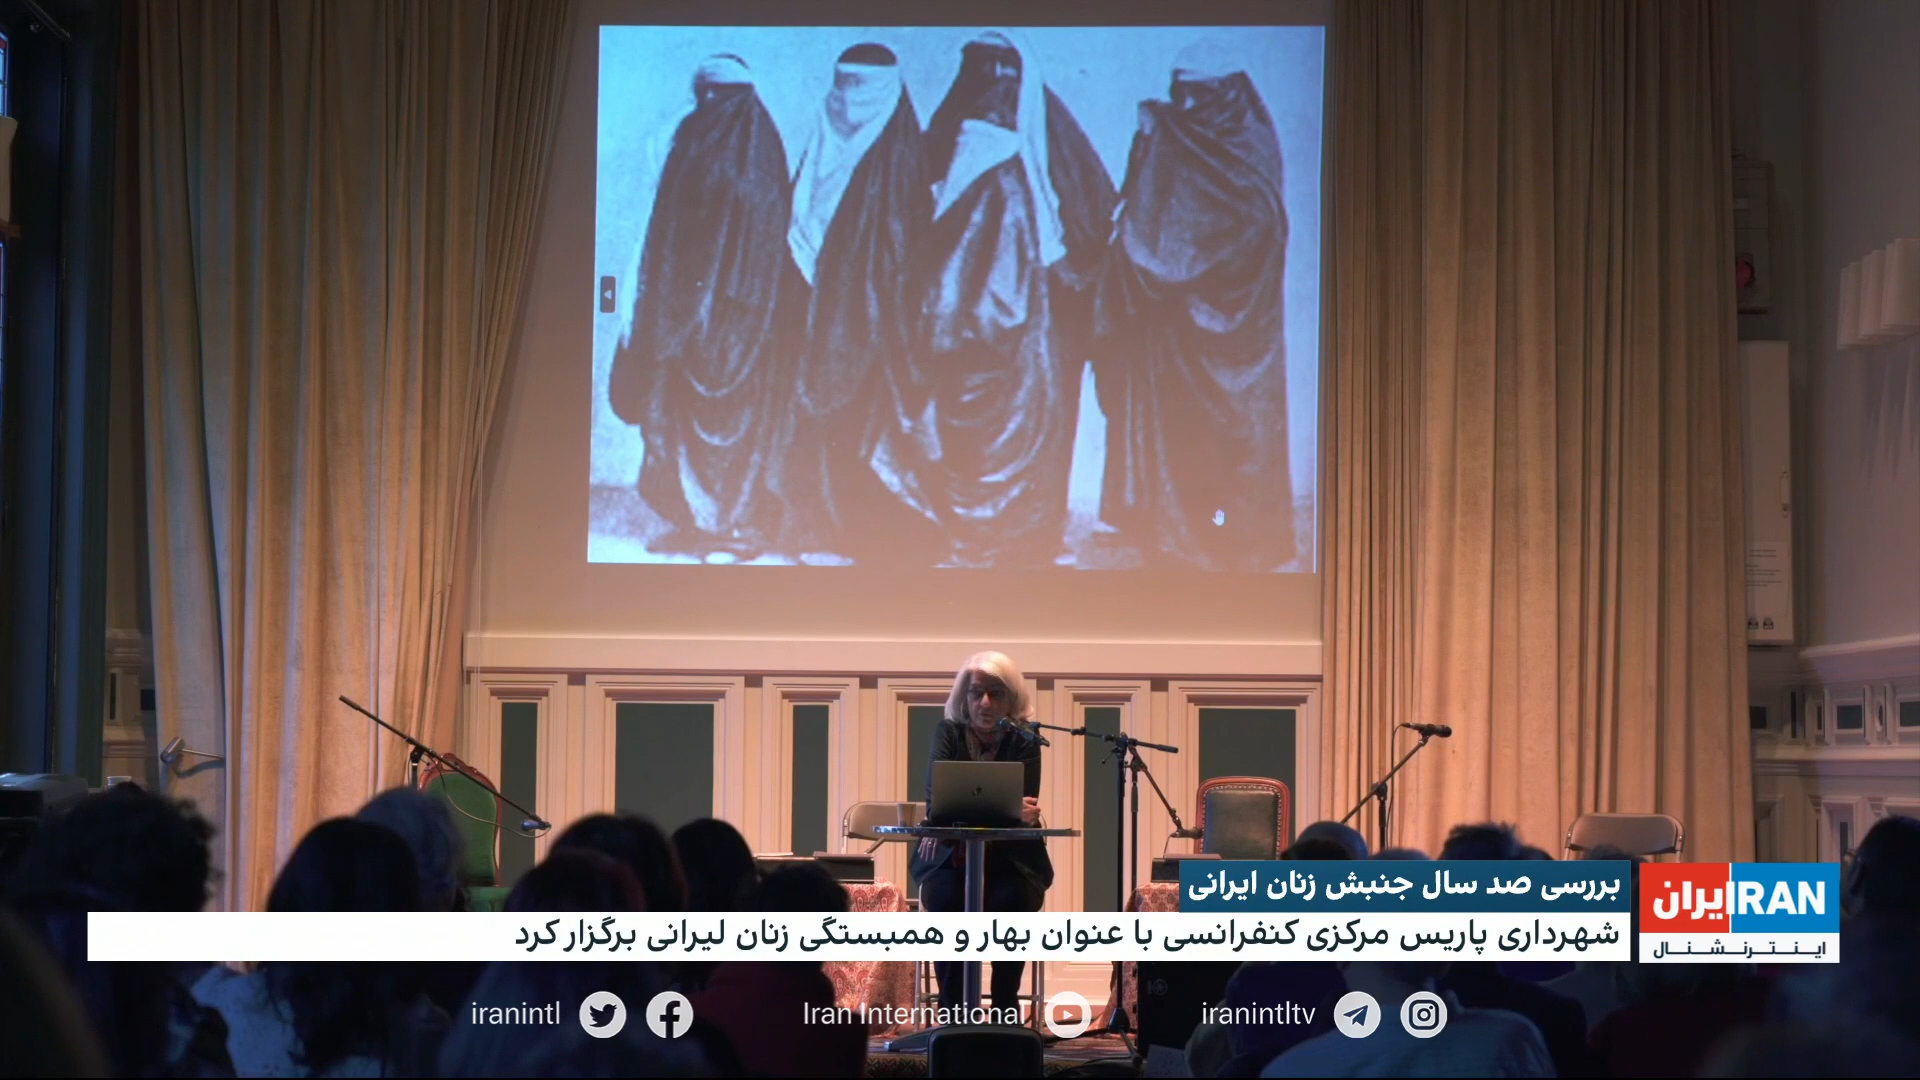 بررسی صد سال جنبش زنان ایرانی
شهرداری پاریس مرکزی کنفرانسی با عنوان بهار و همبستگی زنان لیرانی برگزار کرد
ایران IRAN
اینترنشنال
iranintl
Iran International
iranintltv